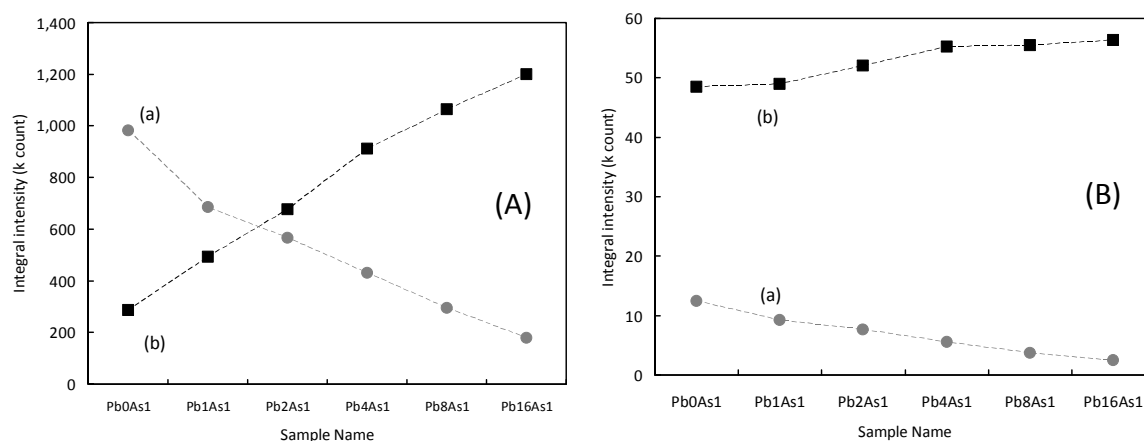 1,400
1,200
1,000
800
600
400
200
0
Integral intensity (k count)
(a)
(b)
(A)
Pb0As1 Pb1As1 Pb2As1 Pb4As1 Pb8As1 Pb16As1
Sample Name
60
50
40
30
20
10
0
Integral intensity (k count)
(b)
(a)
(B)
Pb0As1 Pb1As1 Pb2As1 Pb4As1 Pb8As1 Pb16As1
Sample Name